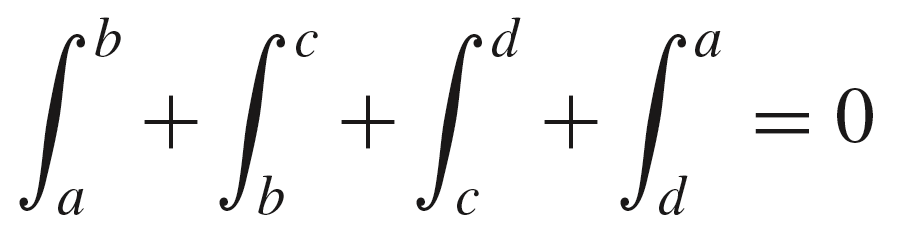 ∫_a^b + ∫_b^c + ∫_c^d + ∫_d^a = 0